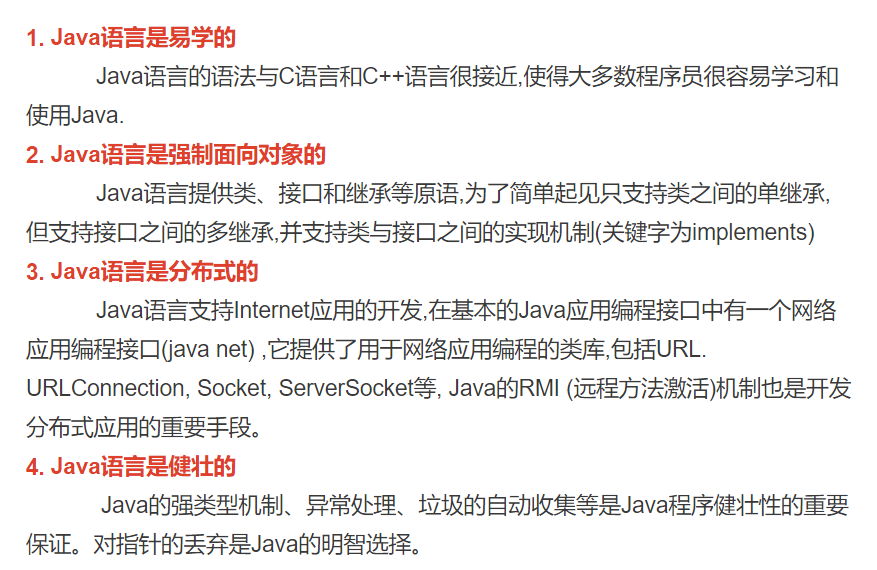 1. Java语言是易学的
Java语言的语法与C语言和C++语言很接近,使得大多数程序员很容易学习和
使用Java.
2. Java语言是强制面向对象的
Java语言提供类、接口和继承等原语,为了简单起见只支持类之间的单继承,
但支持接口之间的多继承,并支持类与接口之间的实现机制(关键字为implements)
3. Java语言是分布式的
Java语言支持Internet应用的开发,在基本的Java应用编程接口中有一个网络
应用编程接口(java net) ,它提供了用于网络应用编程的类库,包括URL.
URLConnection, Socket, ServerSocket等, Java的RMI (远程方法激活)机制也是开发
分布式应用的重要手段。
4. Java语言是健壮的
Java的强类型机制、异常处理、垃圾的自动收集等是Java程序健壮性的重要
保证。对指针的丢弃是Java的明智选择。